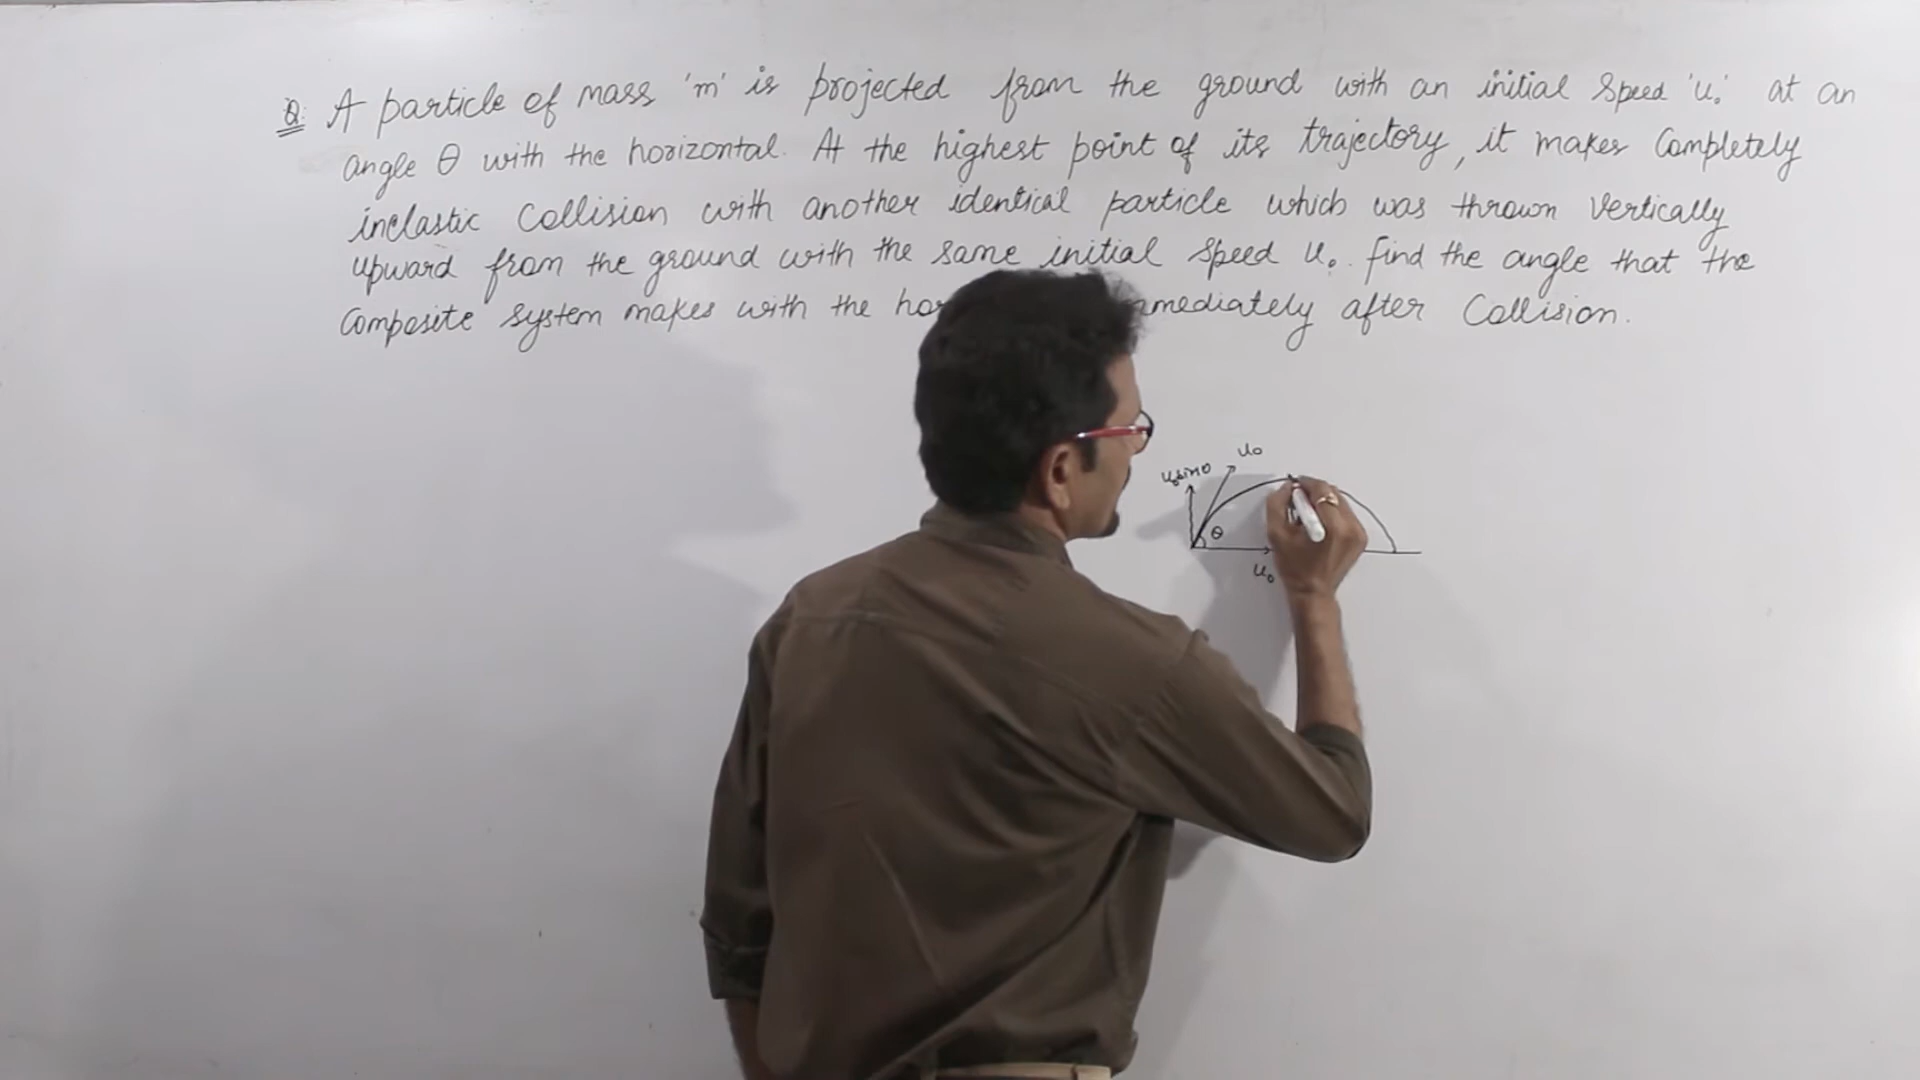 Q: A particle of mass 'm' is projected from the ground with an initial speed 'u₀' at an
angle θ with the horizontal. At the highest point of its trajectory, it makes completely
inelastic Collision with another identical particle which was thrown vertically
upward from the ground with the same initial speed u₀. find the angle that the
Composite system makes with the immediately after Collision.
u₀
u₀sinθ
θ
u₀